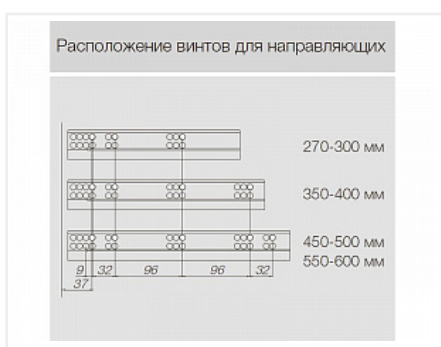 Расположение винтов для направляющих
270-300 мм
350-400 мм
450-500 мм
550-600 мм
9 32 96 96 32
37